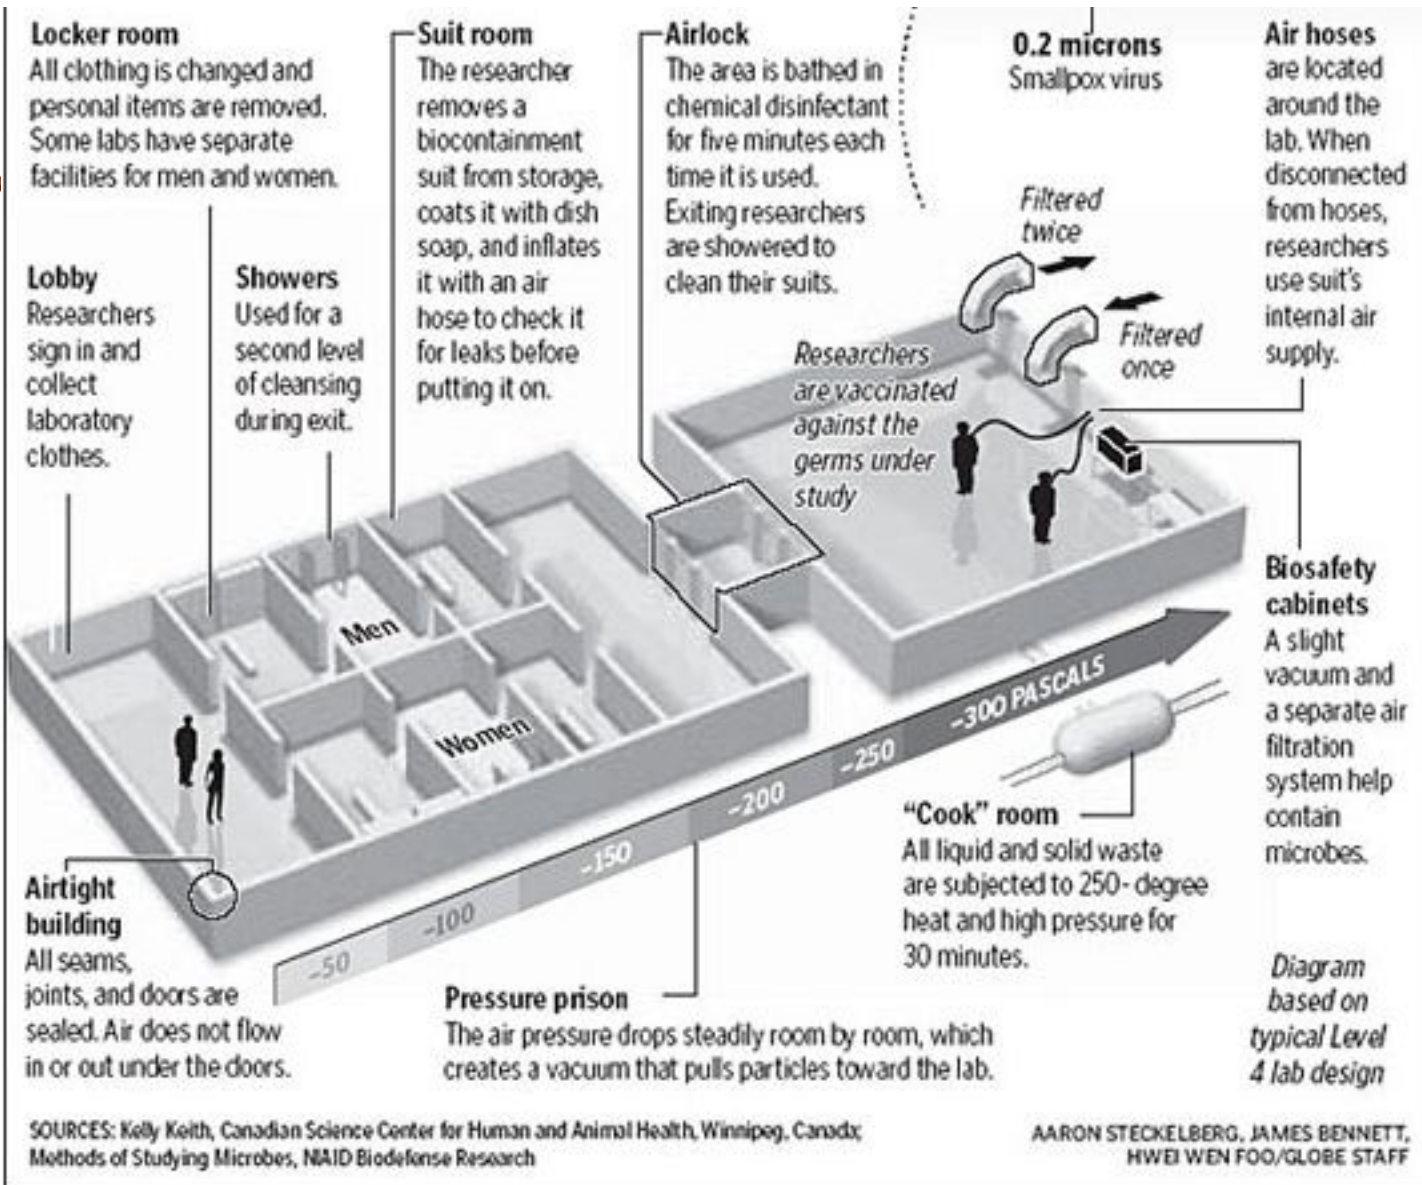 Locker room
All clothing is changed and
personal items are removed.
Some labs have separate
facilities for men and women.
Suit room
The researcher
removes a
biocontainment
suit from storage,
coats it with dish
soap, and inflates
it with an air
hose to check it
for leaks before
putting it on.
Airlock
The area is bathed in
chemical disinfectant
for five minutes each
time it is used.
Exiting researchers
are showered to
clean their suits.
0.2 microns
Smallpox virus
Air hoses
are located
around the
lab. When
disconnected
from hoses,
researchers
use suit's
internal air
supply.
Lobby
Researchers
sign in and
collect
laboratory
clothes.
Showers
Used for a
second level
of cleansing
during exit.
Filtered
twice
Filtered
once
Researchers
are vaccinated
against the
germs under
study
Men
Women
Biosafety
cabinets
A slight
vacuum and
a separate air
filtration
system help
contain
microbes.
-50
-100
-150
-200
-250
-300 PASCALS
"Cook" room
All liquid and solid waste
are subjected to 250-degree
heat and high pressure for
30 minutes.
Airtight
building
All seams,
joints, and doors are
sealed. Air does not flow
in or out under the doors.
Pressure prison
The air pressure drops steadily room by room, which
creates a vacuum that pulls particles toward the lab.
Diagram
based on
typical Level
4 lab design
SOURCES: Kelly Keith, Canadian Science Center for Human and Animal Health, Winnipeg, Canada;
Methods of Studying Microbes, NIAID Biodefense Research
AARON STECKELBERG, JAMES BENNETT,
HWEI WEN FOO/GLOBE STAFF